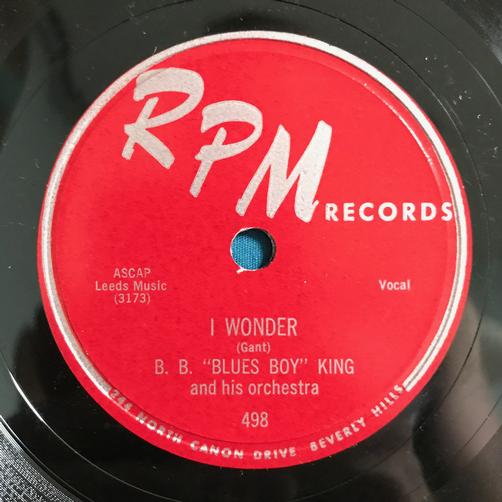 RPM RECORDS
ASCAP
Leeds Music
(3173)
Vocal
I WONDER
(Gant)
B. B. "BLUES BOY" KING
and his orchestra
498
NORTH CANON DRIVE BEVERLY HILLS